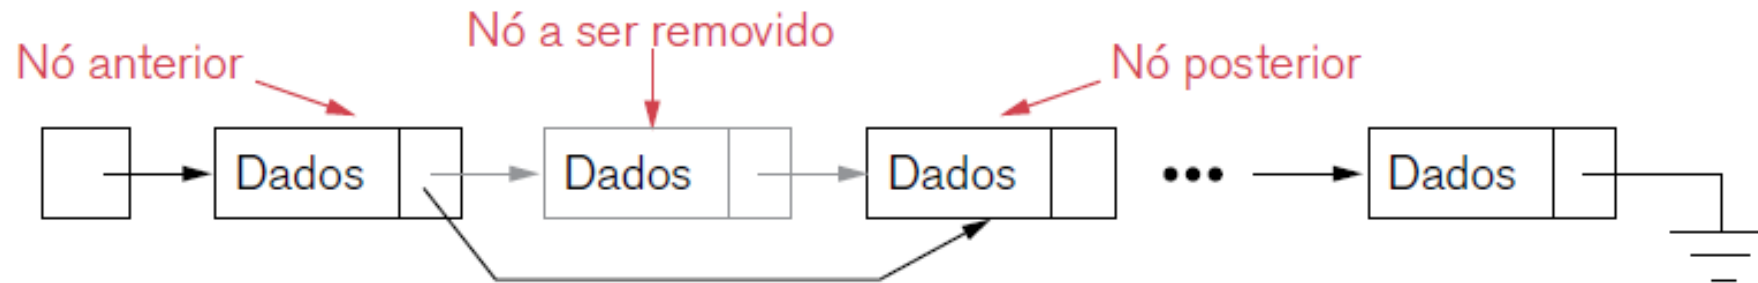 Nó a ser removido
Nó anterior
Nó posterior
Dados
Dados
Dados
Dados